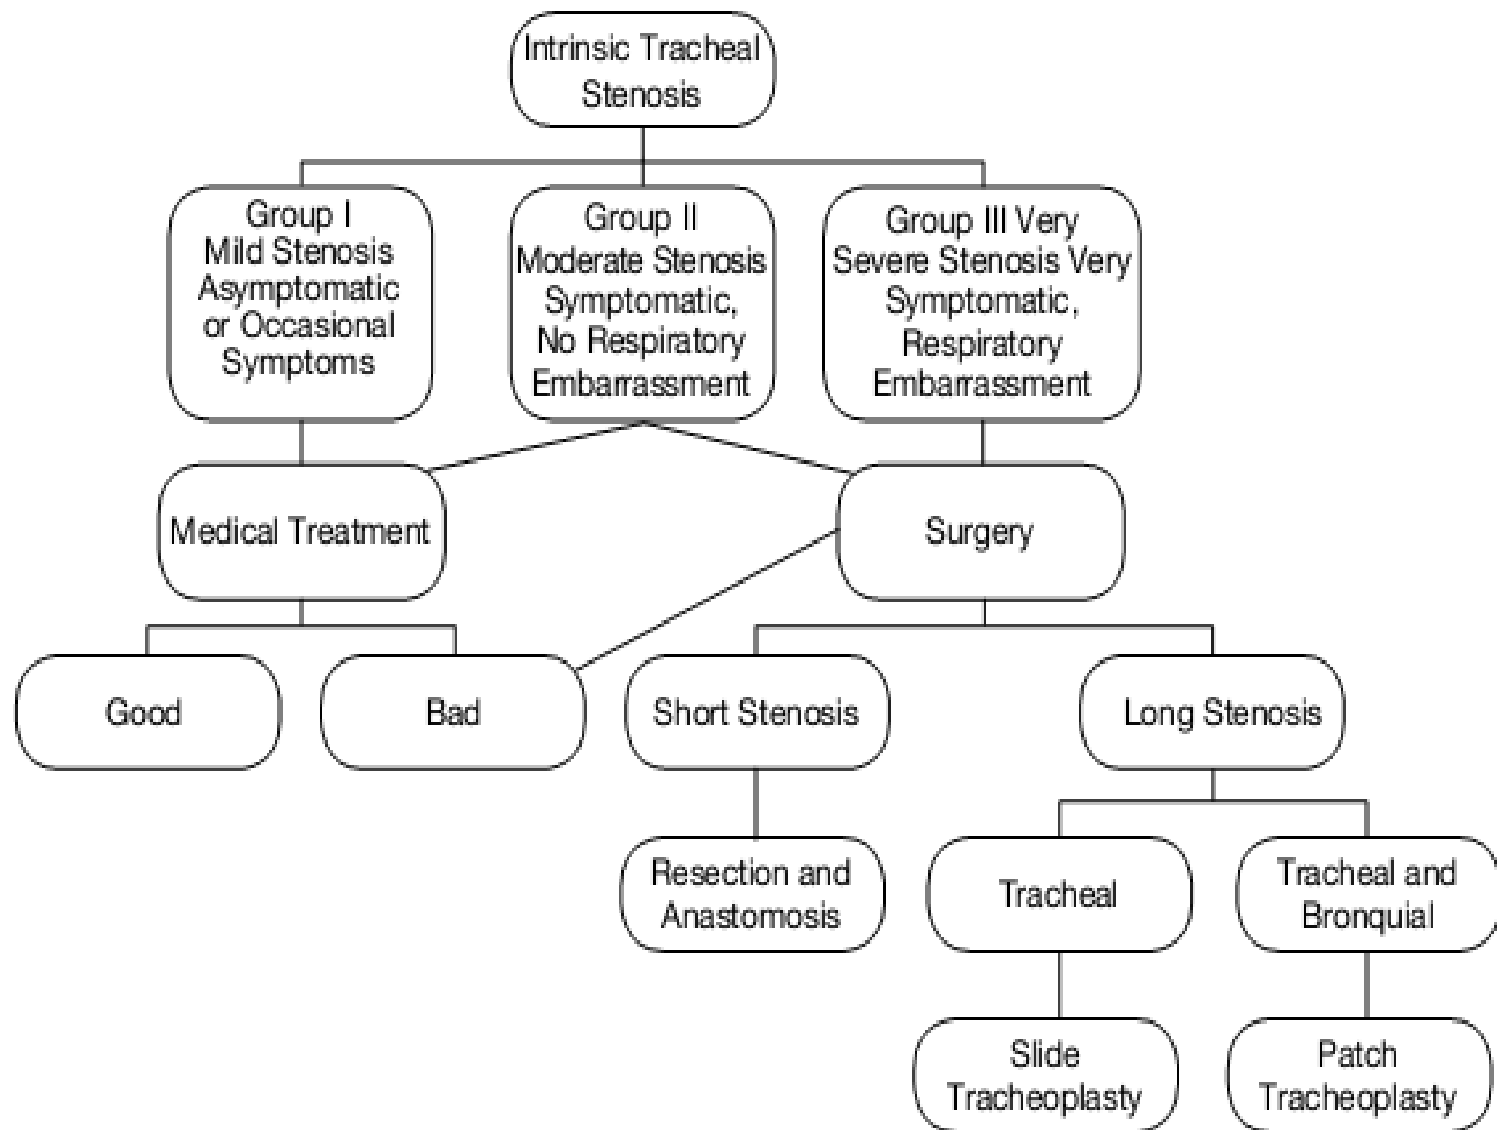 Intrinsic Tracheal
Stenosis
Group I
Mild Stenosis
Asymptomatic
or Occasional
Symptoms
Group II
Moderate Stenosis
Symptomatic,
No Respiratory
Embarrassment
Group III Very
Severe Stenosis Very
Symptomatic,
Respiratory
Embarrassment
Medical Treatment
Surgery
Good
Bad
Short Stenosis
Long Stenosis
Resection and
Anastomosis
Tracheal
Tracheal and
Bronquial
Slide
Tracheoplasty
Patch
Tracheoplasty